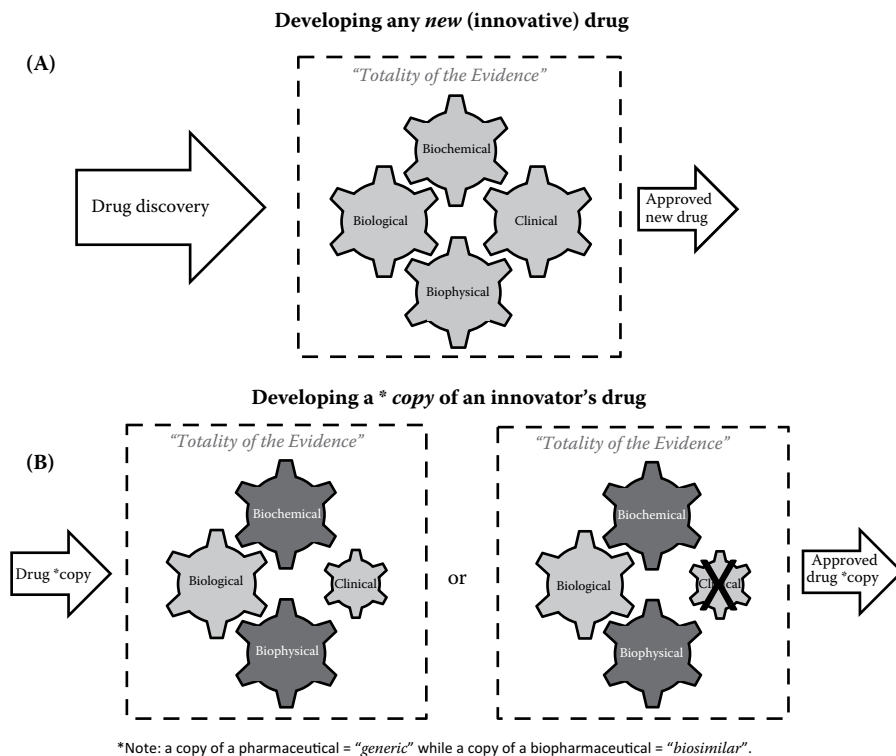 Developing any new (innovative) drug
(A)
“Totality of the Evidence”
Biochemical
Drug discovery
Biological
Clinical
Approved
new drug
Biophysical
Developing a * copy of an innovator’s drug
(B)
“Totality of the Evidence”
Biochemical
Drug *copy
Biological
Clinical
Biophysical
or
“Totality of the Evidence”
Biochemical
Biological
Clinical
Biophysical
Approved
drug *copy
*Note: a copy of a pharmaceutical = “generic” while a copy of a biopharmaceutical = “biosimilar”.